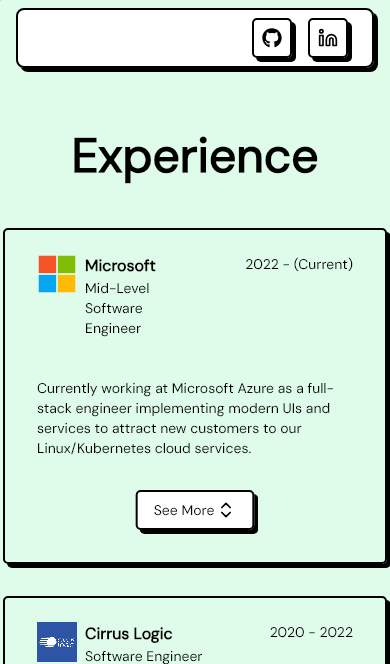 Experience
Microsoft
2022 - (Current)
Mid-Level
Software
Engineer
Currently working at Microsoft Azure as a full-
stack engineer implementing modern UIs and
services to attract new customers to our
Linux/Kubernetes cloud services.
See More
Cirrus Logic
2020 - 2022
Software Engineer